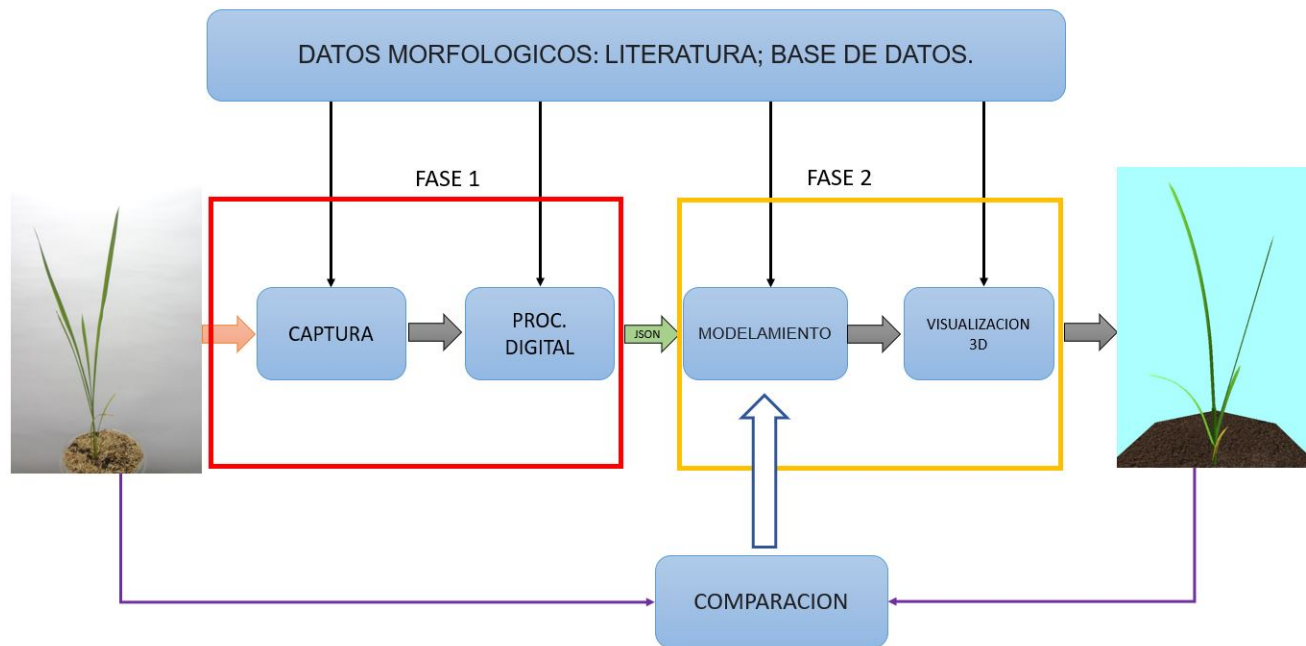 DATOS MORFOLOGICOS: LITERATURA; BASE DE DATOS.
FASE 1
FASE 2
CAPTURA
PROC.
DIGITAL
JSON
MODELAMIENTO
VISUALIZACION
3D
COMPARACION